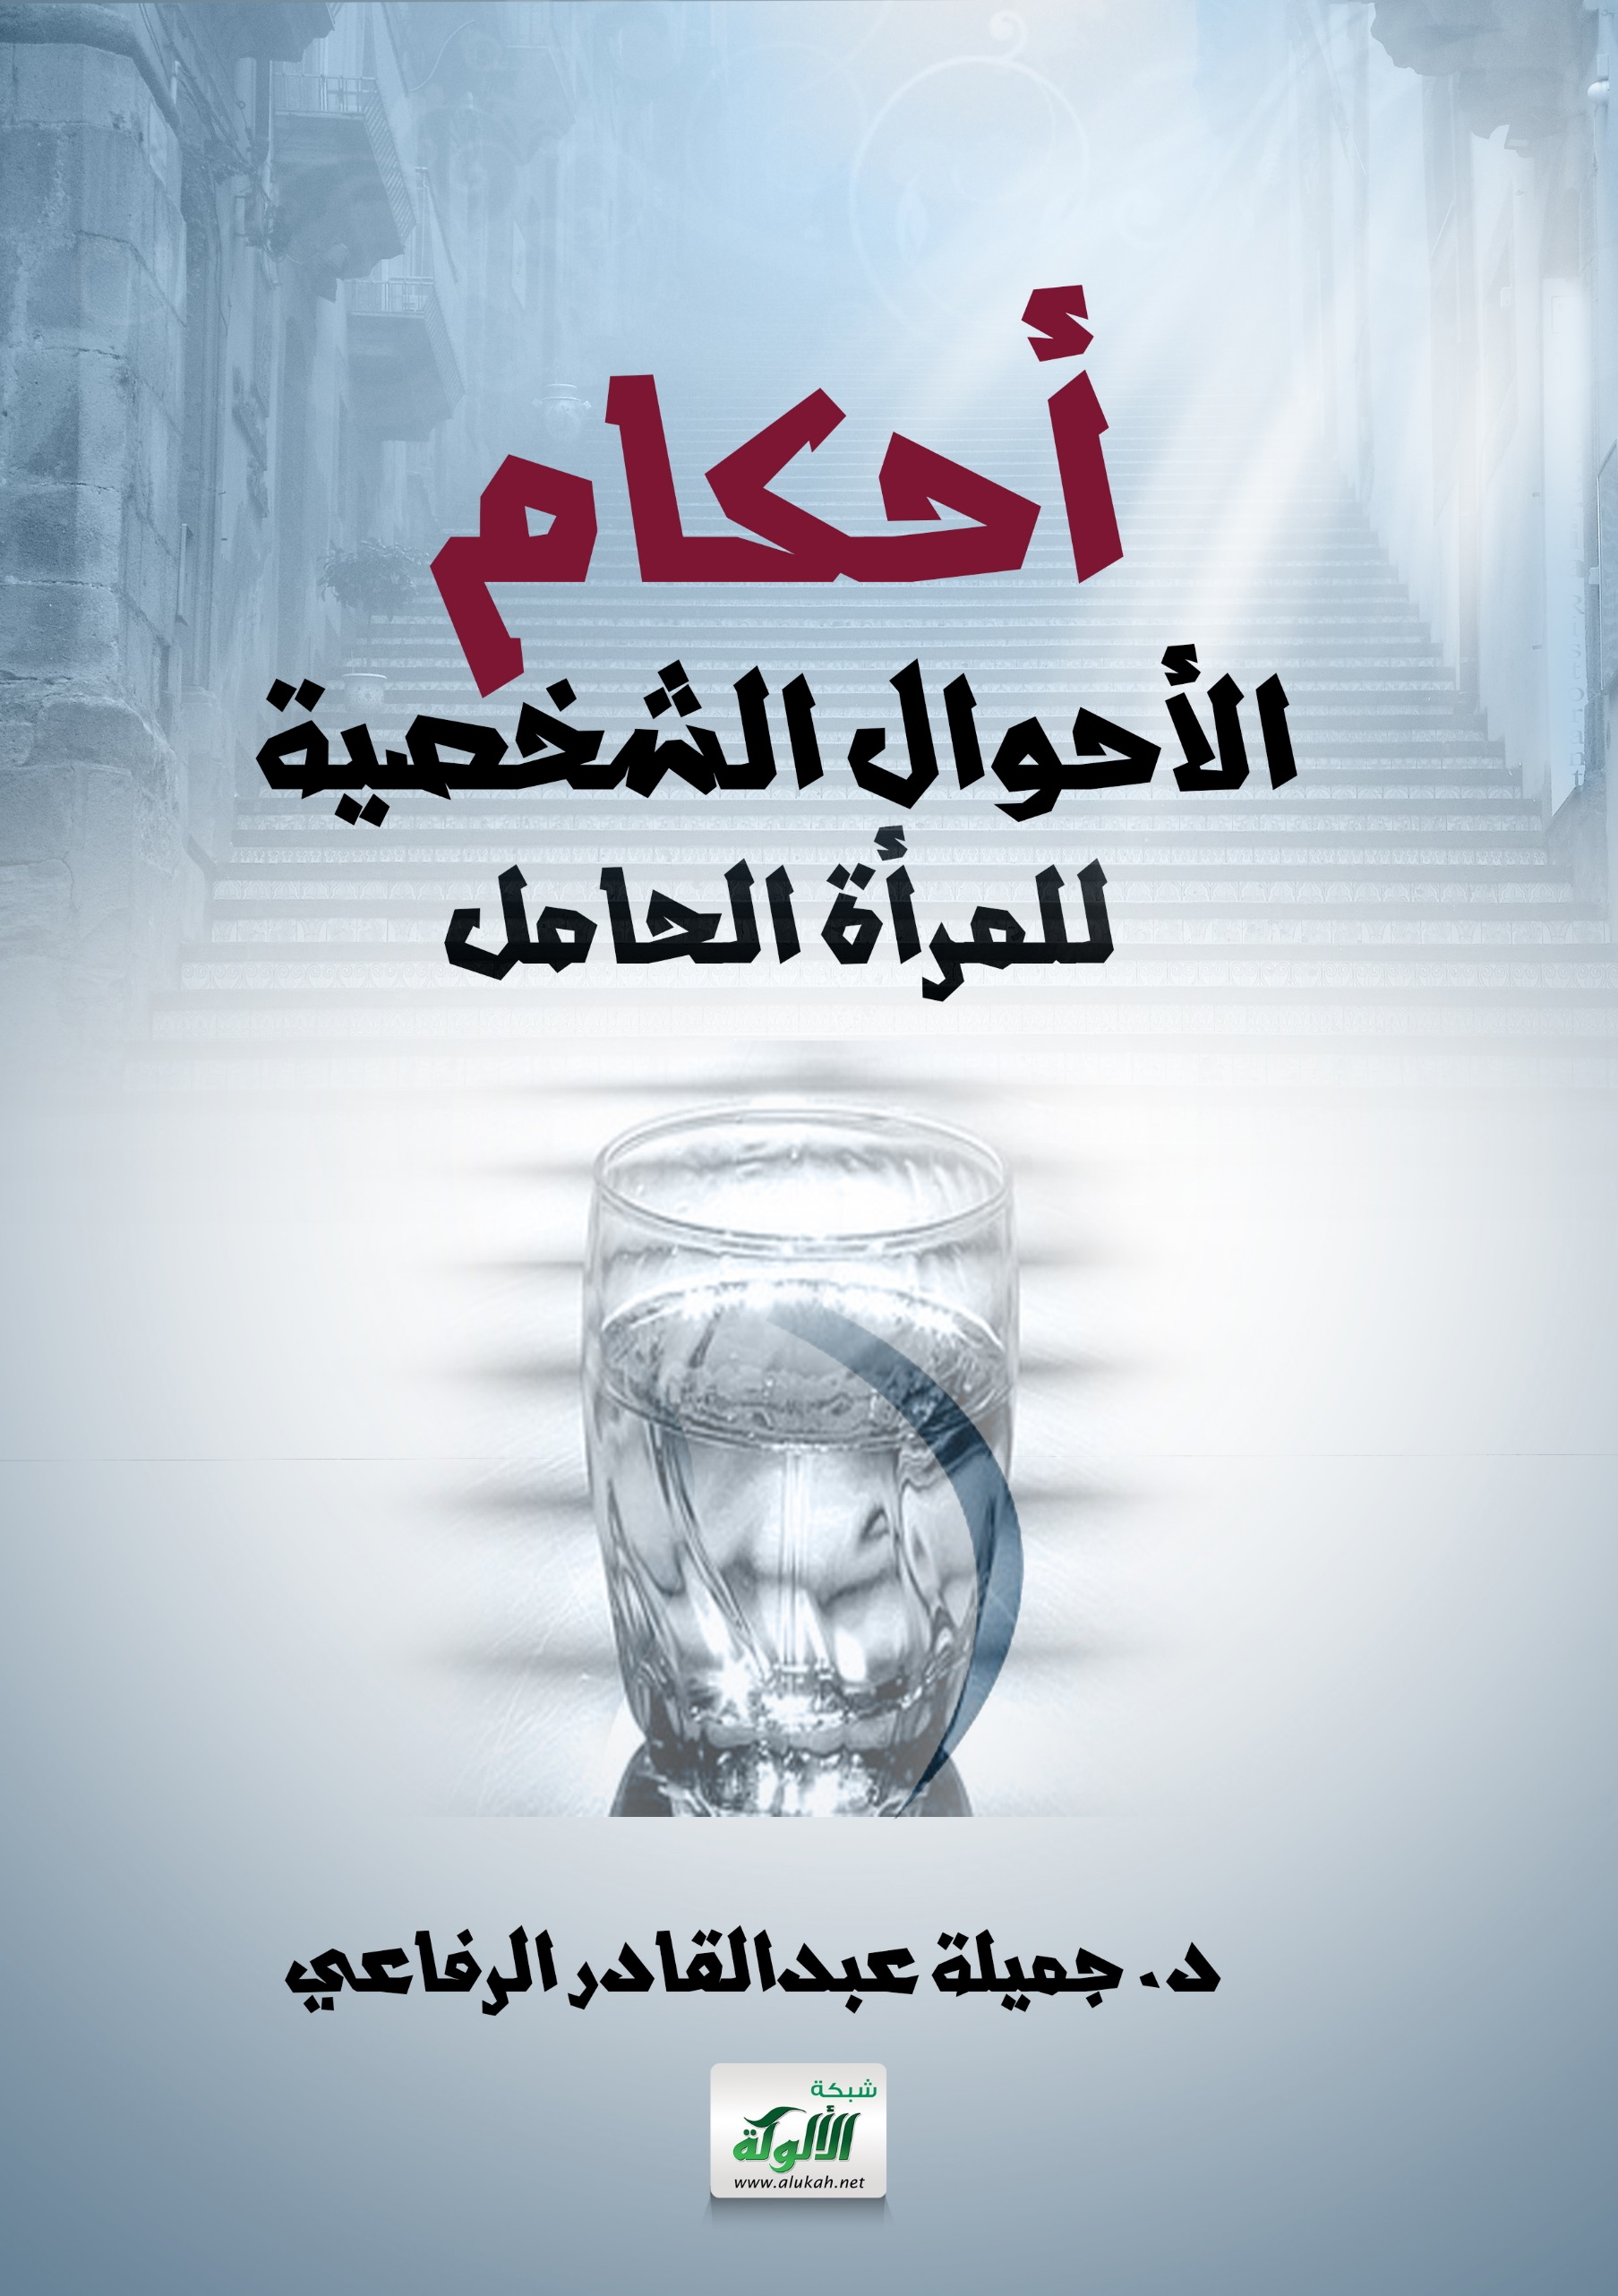 أحكام
الأحوال الشخصية
للمرأة الحامل
د. جميلة عبدالقادر الرفاعي
شبكة
الألوكة
www.alukah.net